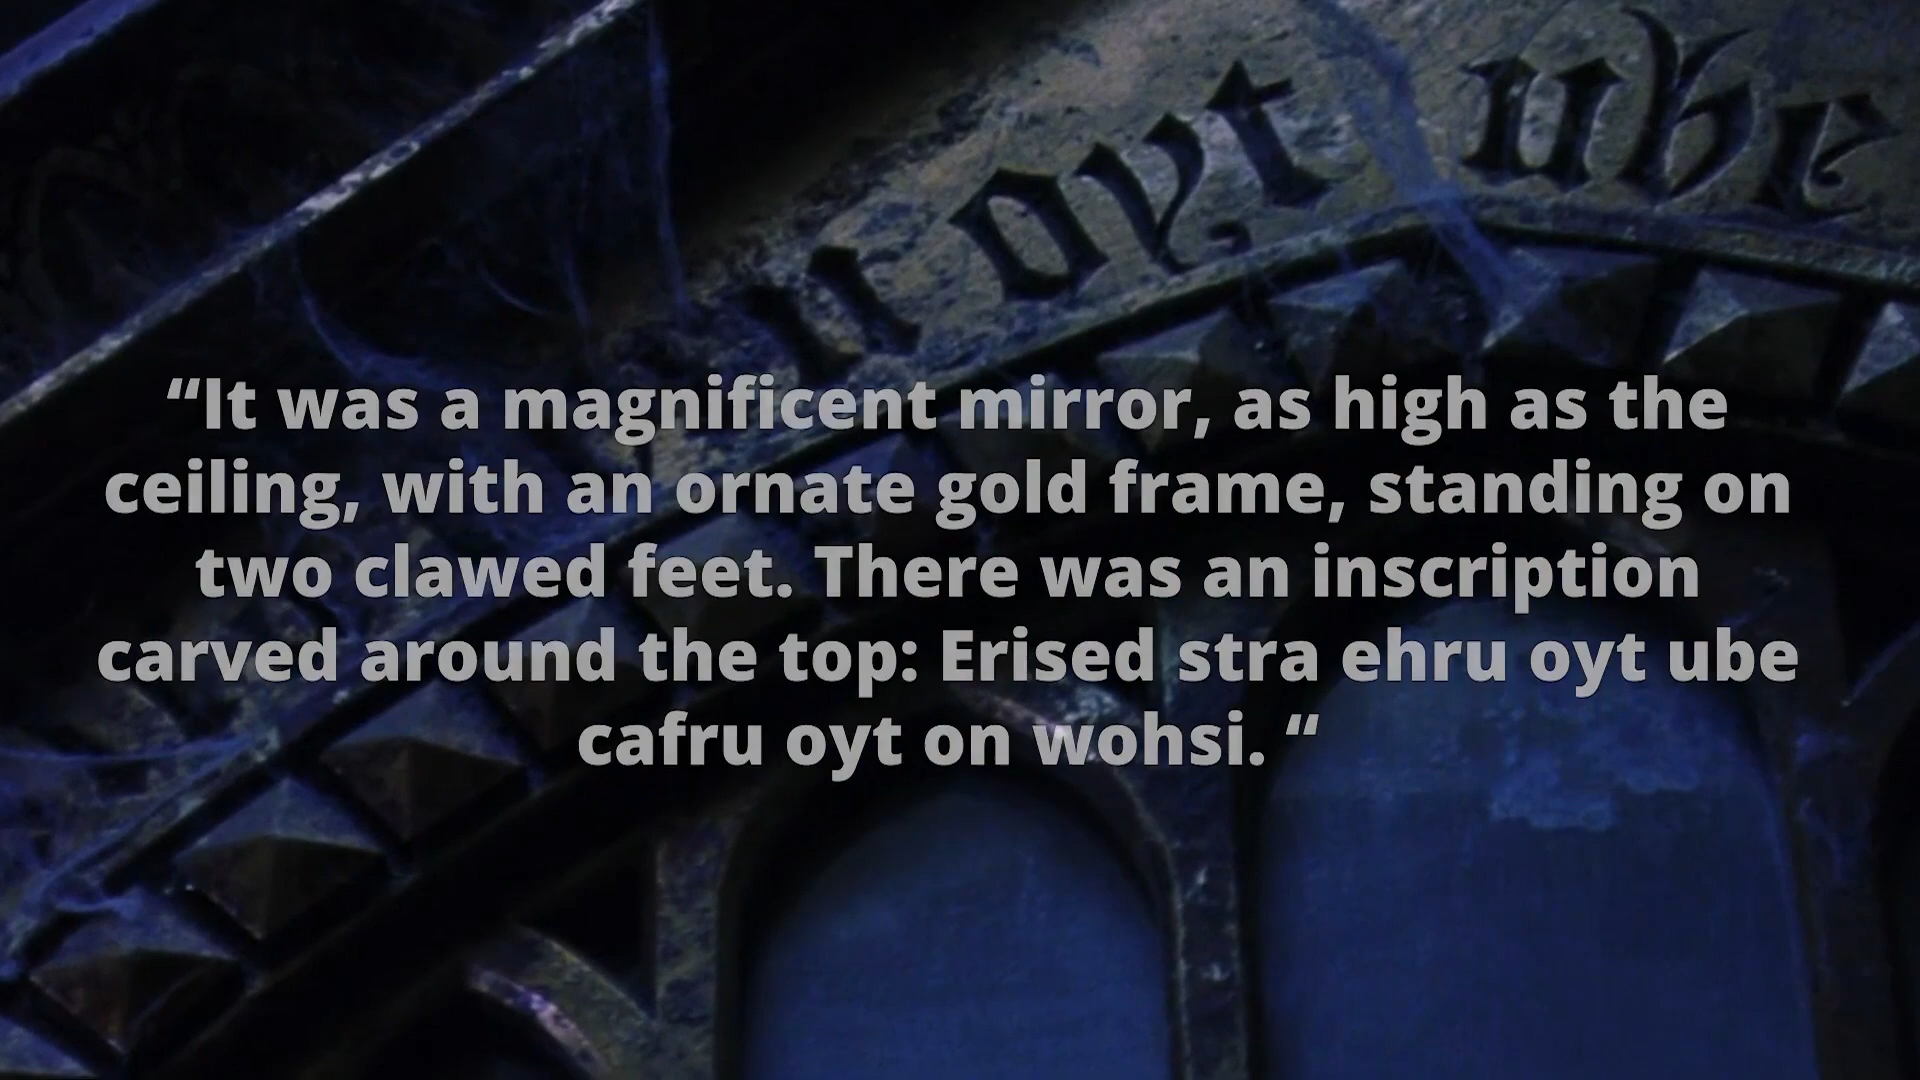 u oyt ube
“It was a magnificent mirror, as high as the
ceiling, with an ornate gold frame, standing on
two clawed feet. There was an inscription
carved around the top: Erised stra ehru oyt ube
cafru oyt on wohsi. “